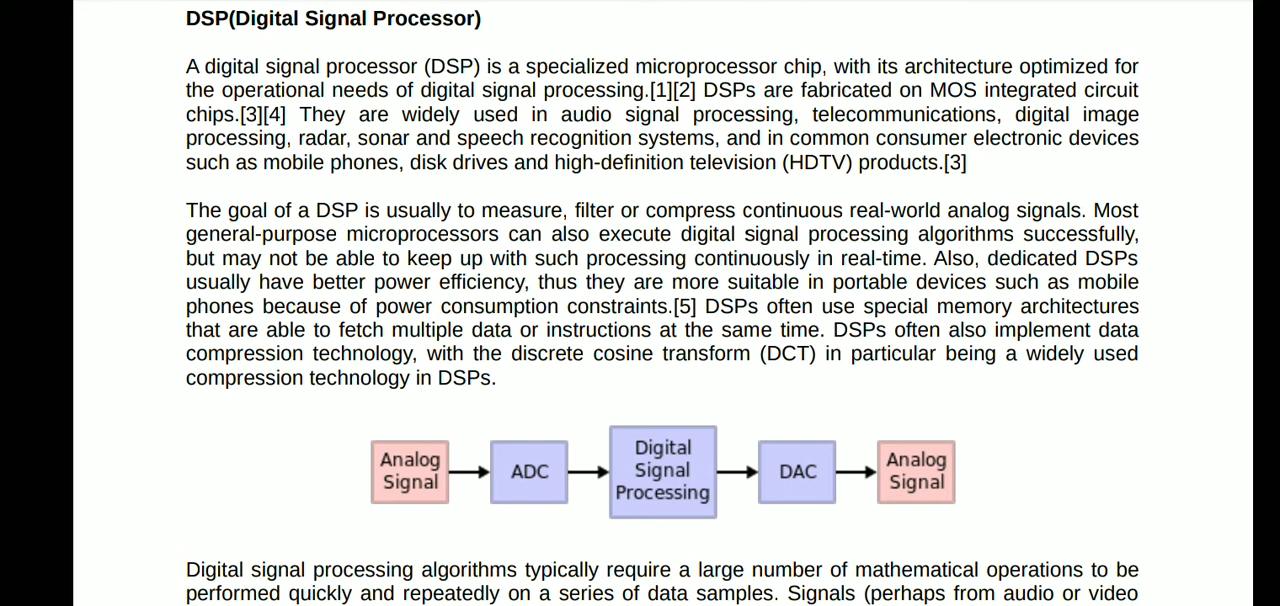 DSP(Digital Signal Processor)
A digital signal processor (DSP) is a specialized microprocessor chip, with its architecture optimized for
the operational needs of digital signal processing.[1][2] DSPs are fabricated on MOS integrated circuit
chips.[3][4] They are widely used in audio signal processing, telecommunications, digital image
processing, radar, sonar and speech recognition systems, and in common consumer electronic devices
such as mobile phones, disk drives and high-definition television (HDTV) products.[3]
The goal of a DSP is usually to measure, filter or compress continuous real-world analog signals. Most
general-purpose microprocessors can also execute digital signal processing algorithms successfully,
but may not be able to keep up with such processing continuously in real-time. Also, dedicated DSPs
usually have better power efficiency, thus they are more suitable in portable devices such as mobile
phones because of power consumption constraints.[5] DSPs often use special memory architectures
that are able to fetch multiple data or instructions at the same time. DSPs often also implement data
compression technology, with the discrete cosine transform (DCT) in particular being a widely used
compression technology in DSPs.
Analog
Signal
ADC
Digital
Signal
Processing
DAC
Analog
Signal
Digital signal processing algorithms typically require a large number of mathematical operations to be
performed quickly and repeatedly on a series of data samples. Signals (perhaps from audio or video